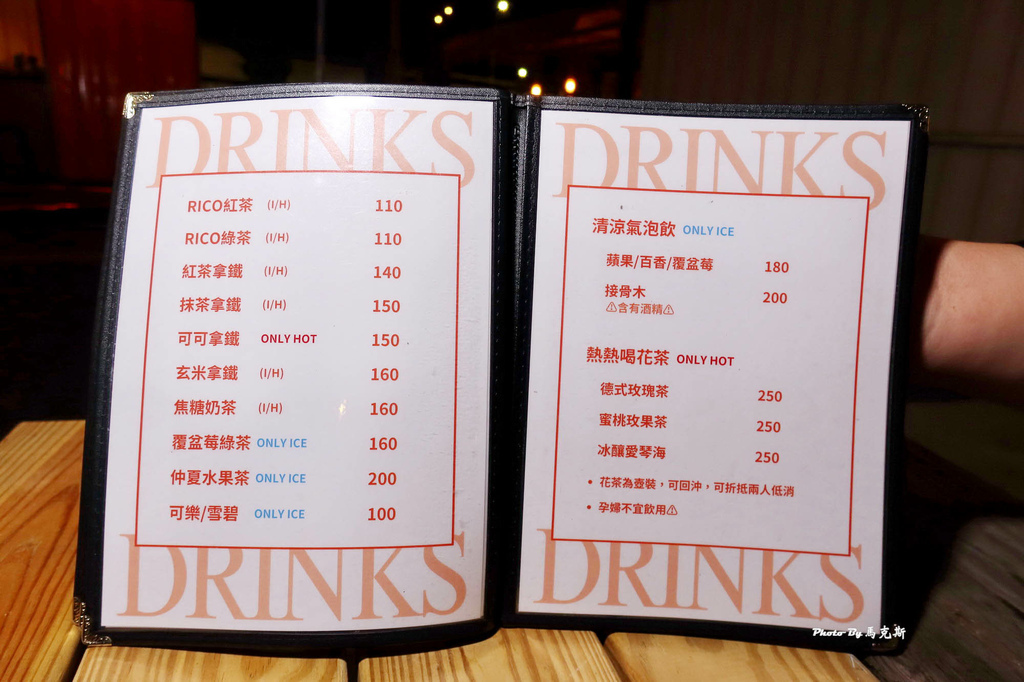 DRINKS
RICO紅茶 (I/H) 110
RICO綠茶 (I/H) 110
紅茶拿鐵 (I/H) 140
抹茶拿鐵 (I/H) 150
可可拿鐵 ONLY HOT 150
玄米拿鐵 (I/H) 160
焦糖奶茶 (I/H) 160
覆盆莓綠茶 ONLY ICE 160
仲夏水果茶 ONLY ICE 200
可樂/雪碧 ONLY ICE 100
DRINKS
DRINKS
清涼氣泡飲 ONLY ICE
蘋果/百香/覆盆莓 180
接骨木 200
⚠含有酒精⚠
熱熱喝花茶 ONLY HOT
德式玫瑰茶 250
蜜桃玫果茶 250
冰釀愛琴海 250
• 花茶為壺裝，可回沖，可折抵兩人低消
• 孕婦不宜飲用⚠
DRINKS
Photo By 馬克斯